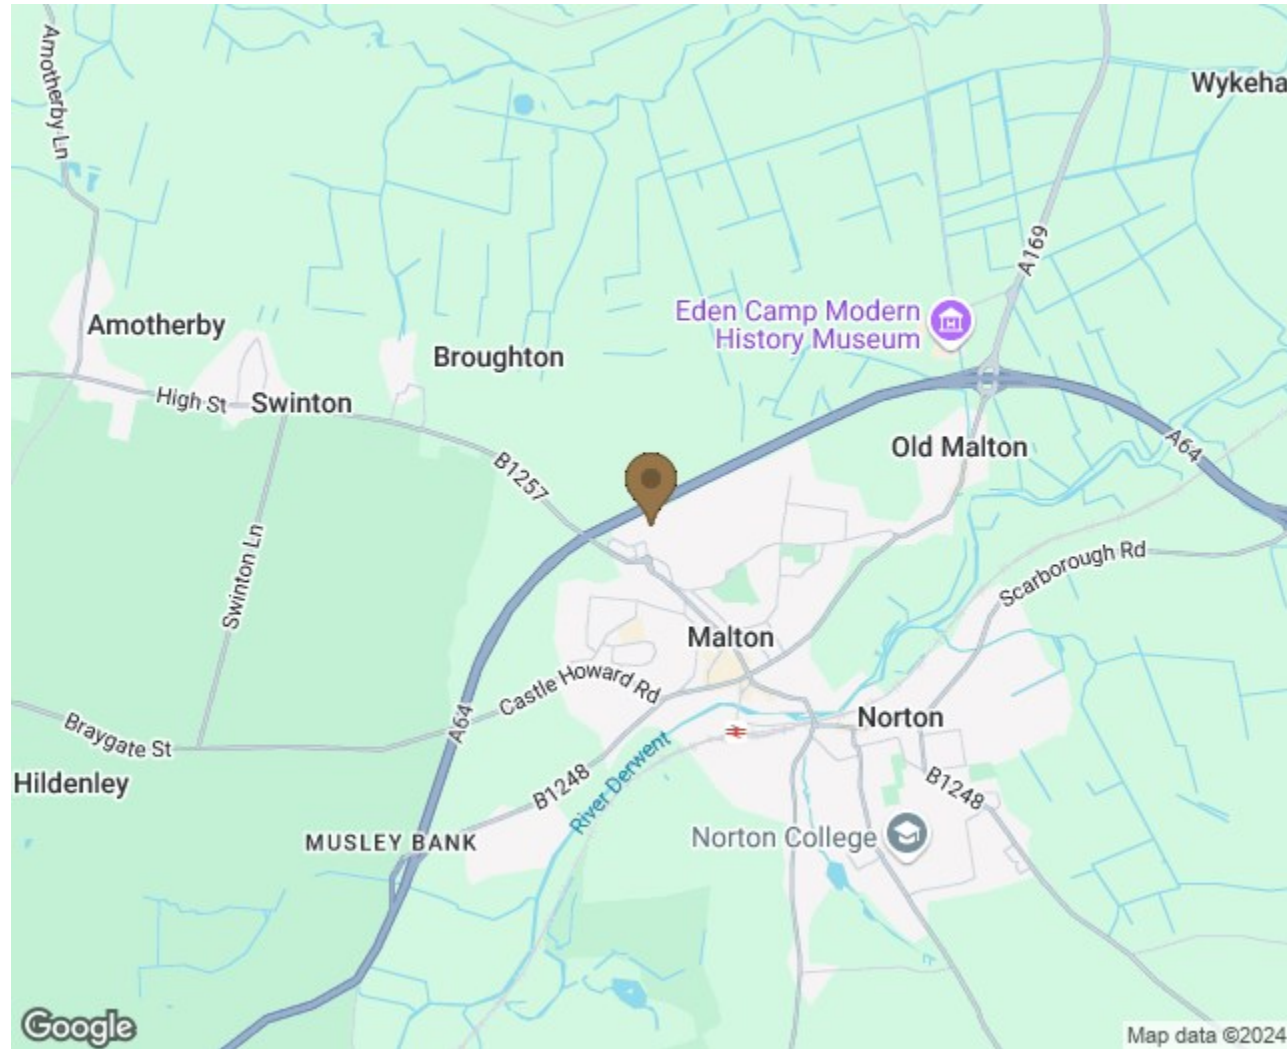 Amotherby Ln
Wykeha
A169
Eden Camp Modern
History Museum
Amotherby
Broughton
High St
Swinton
Old Malton
A64
B1257
Scarborough Rd
Swinton Ln
Malton
Castle Howard Rd
A64
Norton
Braygate St
River Derwent
Hildenley
B1248
B1248
MUSLEY BANK
Norton College
Google
Map data ©2024